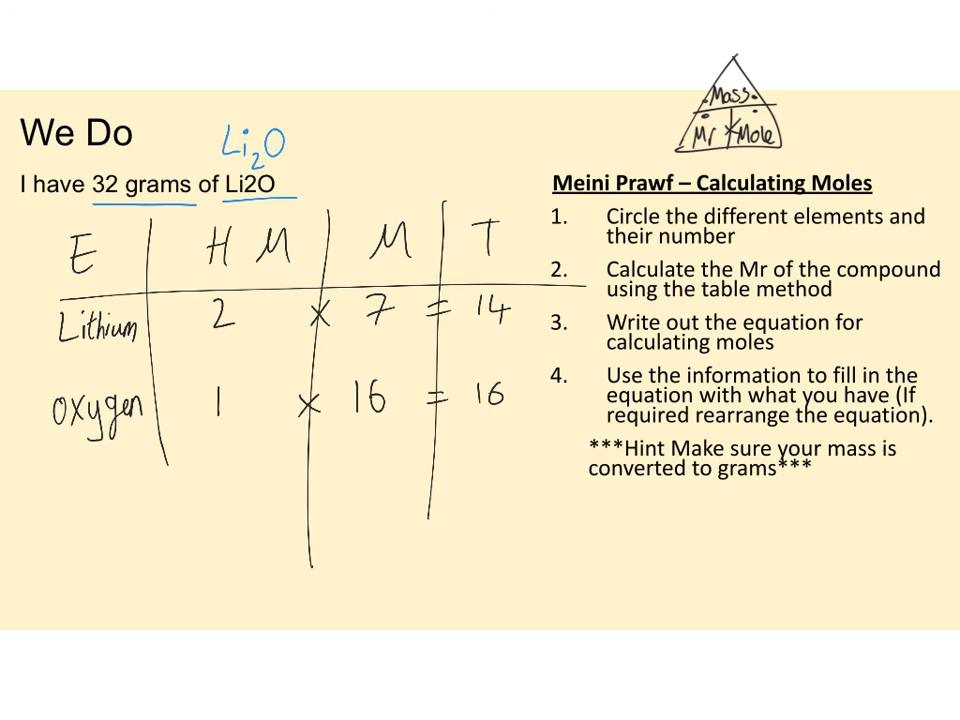 Mass
Mr × Mole
We Do
Li₂O
I have 32 grams of Li2O
E H M M T
Lithium 2 × 7 = 14
Oxygen 1 × 16 = 16
Meini Prawf – Calculating Moles
1. Circle the different elements and
their number
2. Calculate the Mr of the compound
using the table method
3. Write out the equation for
calculating moles
4. Use the information to fill in the
equation with what you have (If
required rearrange the equation).
***Hint Make sure your mass is
converted to grams***